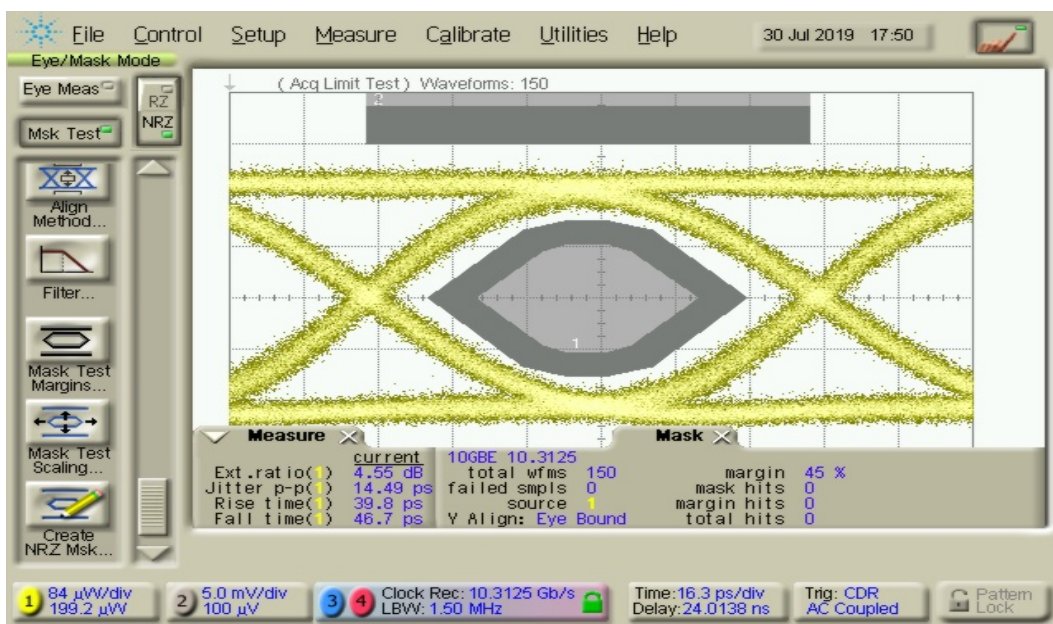 File Control Setup Measure Calibrate Utilities Help 30 Jul 2019 17:50
Eye/Mask Mode
Eye Meas
RZ
NRZ
Msk Test
( Acq Limit Test ) Waveforms: 150
2
1
Align
Method...
Filter...
Mask Test
Margins...
Mask Test
Scaling...
Create
NRZ Msk...
Measure
current
Ext.ratio(1) 4.55 dB
Jitter p-p(1) 14.49 ps
Rise time(1) 39.8 ps
Fall time(1) 46.7 ps
Mask
10GBE 10.3125
total wfms 150 margin 45 %
failed smpls 0 mask hits 0
source 1 margin hits 0
Y Align: Eye Bound total hits 0
1 84 µW/div
199.2 µW
2 5.0 mV/div
100 µV
3 4 Clock Rec: 10.3125 Gb/s
LBW: 1.50 MHz
Time:16.3 ps/div
Delay:24.0138 ns
Trig: CDR
AC Coupled
Pattern
Lock